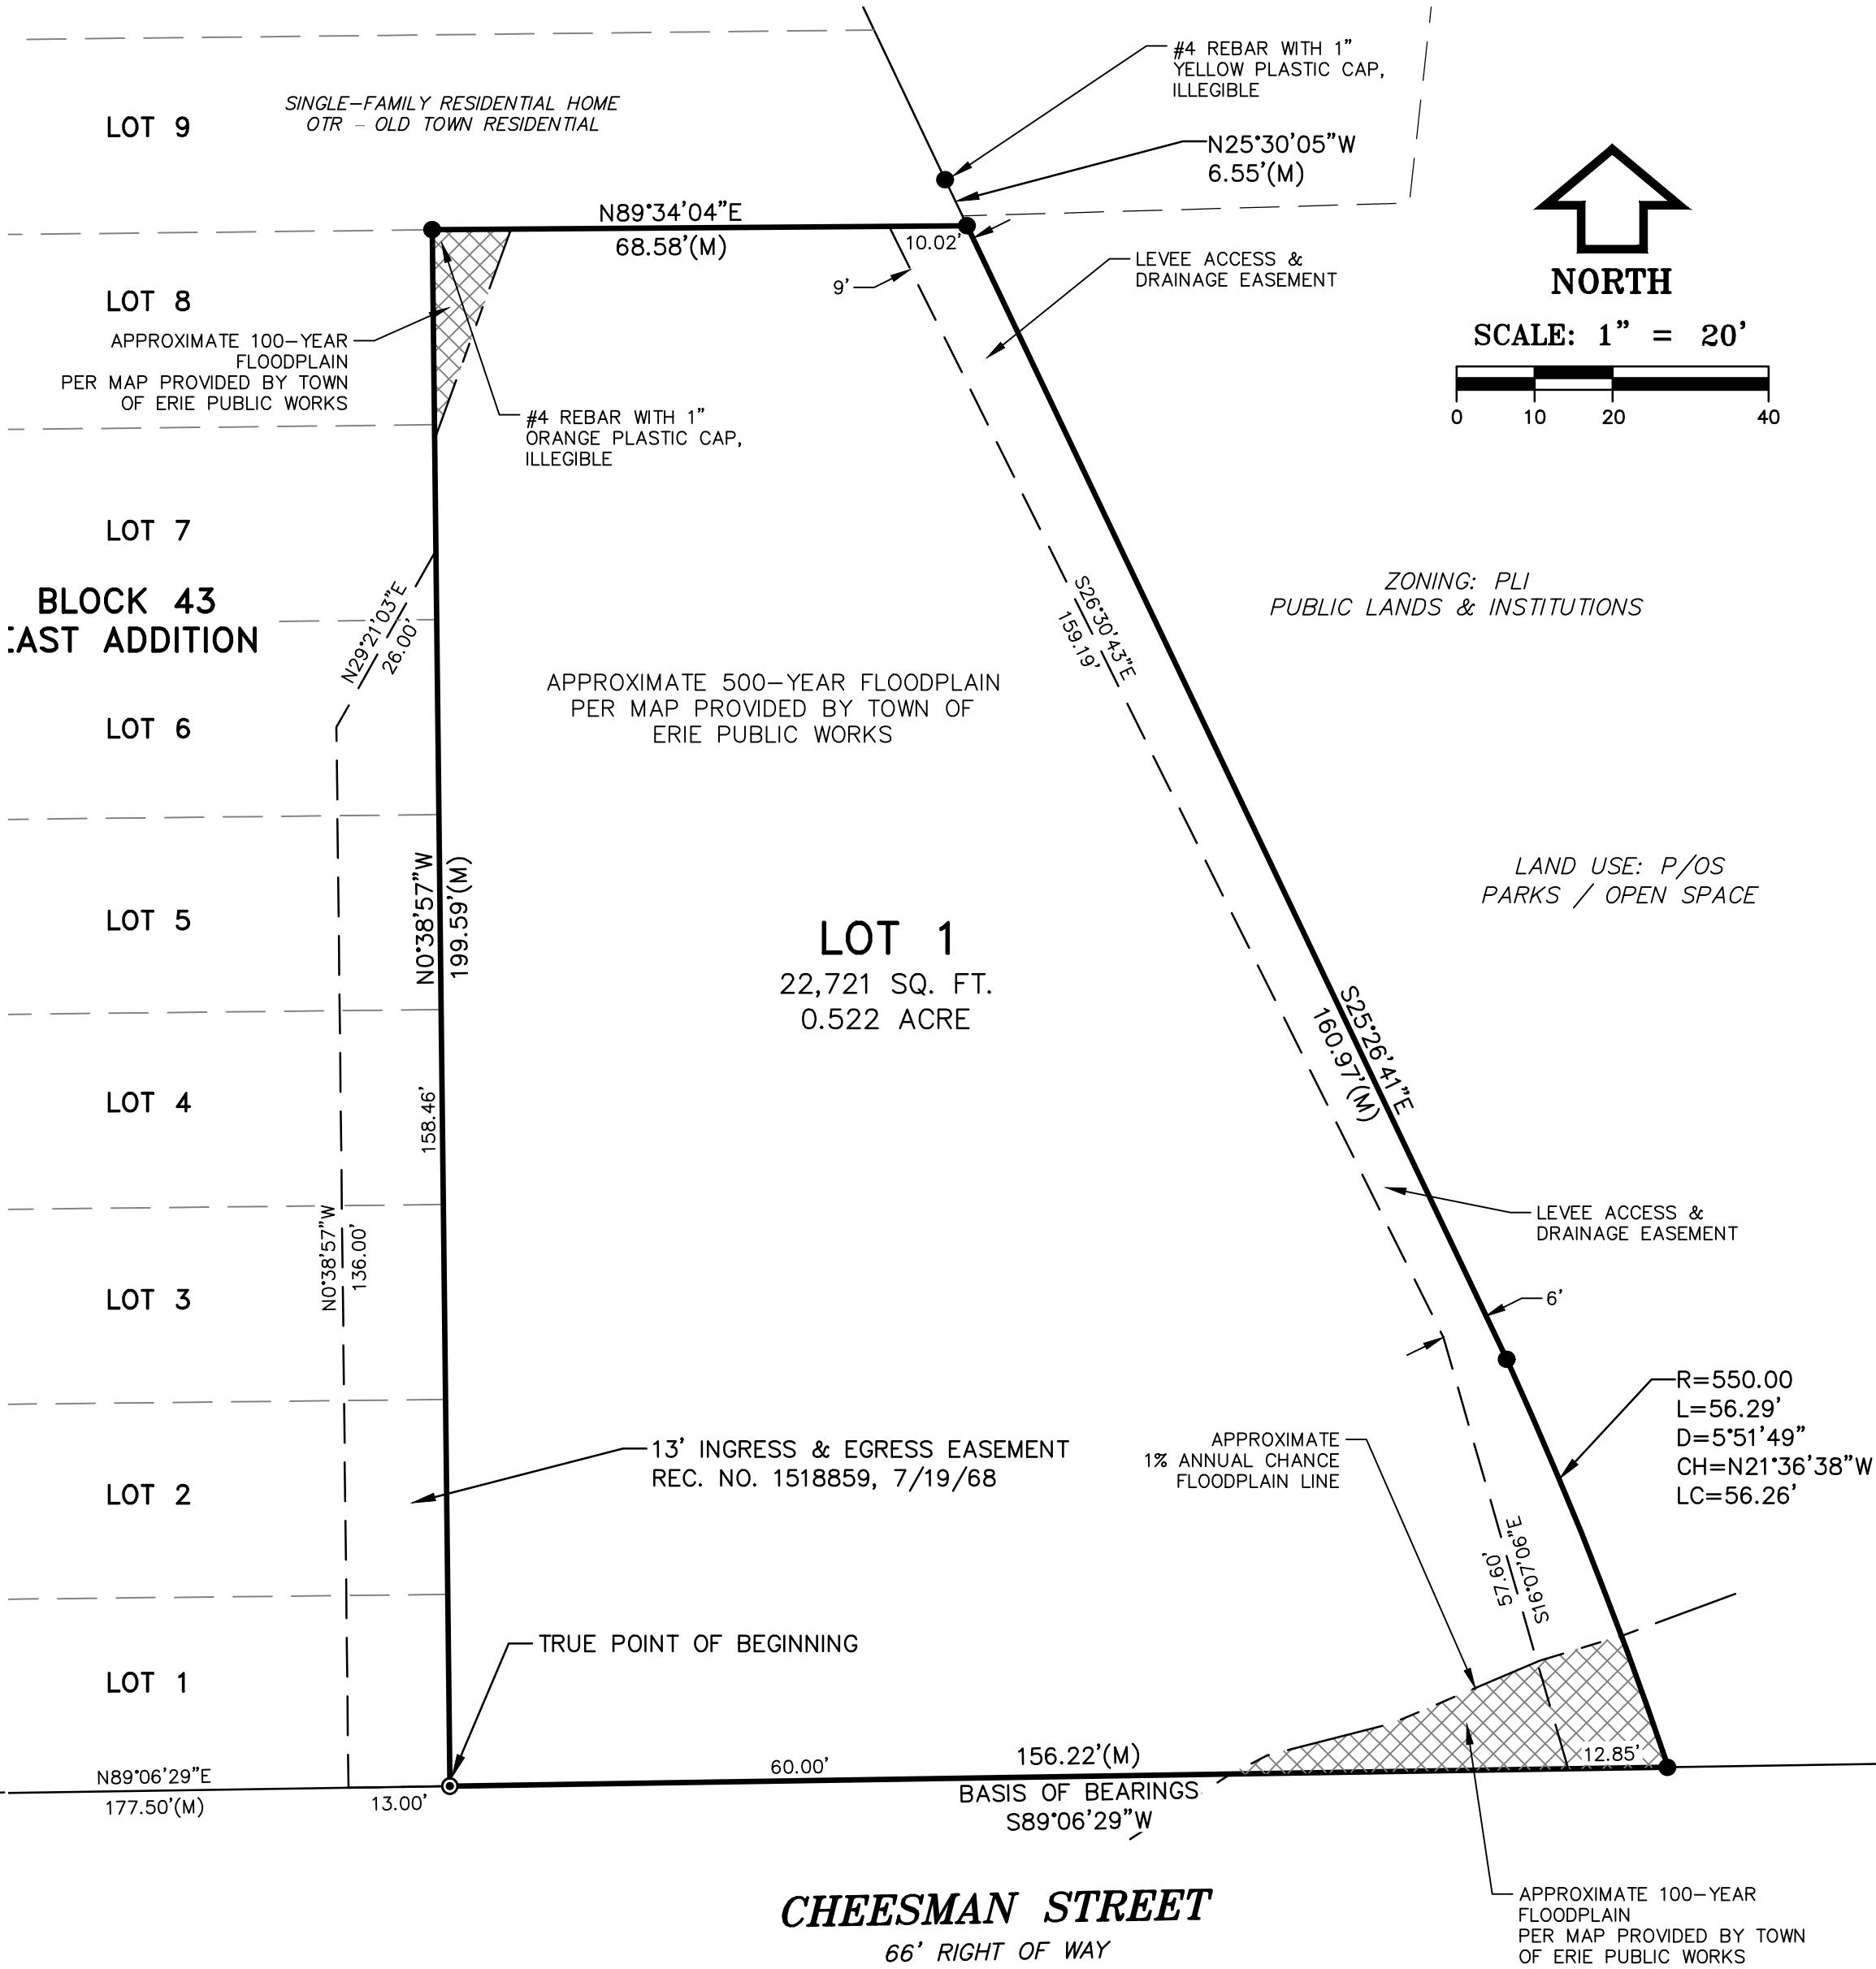 #4 REBAR WITH 1"
YELLOW PLASTIC CAP,
ILLEGIBLE
SINGLE-FAMILY RESIDENTIAL HOME
OTR - OLD TOWN RESIDENTIAL
LOT 9
N25°30'05"W
6.55'(M)
N89°34'04"E
68.58'(M)
10.02'
NORTH
SCALE: 1" = 20'
0 10 20 40
LEVEE ACCESS &
DRAINAGE EASEMENT
9'
LOT 8
APPROXIMATE 100-YEAR
FLOODPLAIN
PER MAP PROVIDED BY TOWN
OF ERIE PUBLIC WORKS
#4 REBAR WITH 1"
ORANGE PLASTIC CAP,
ILLEGIBLE
LOT 7
BLOCK 43
EAST ADDITION
N29°21'03"E
26.00'
S26°30'43"E
159.19'
ZONING: PLI
PUBLIC LANDS & INSTITUTIONS
APPROXIMATE 500-YEAR FLOODPLAIN
PER MAP PROVIDED BY TOWN OF
ERIE PUBLIC WORKS
LOT 6
LAND USE: P/OS
PARKS / OPEN SPACE
LOT 5
N0°38'57"W
199.59'(M)
LOT 1
22,721 SQ. FT.
0.522 ACRE
S25°26'41"E
160.97'(M)
LOT 4
158.46'
LEVEE ACCESS &
DRAINAGE EASEMENT
N0°38'57"W
136.00'
LOT 3
6'
R=550.00
L=56.29'
D=5°51'49"
CH=N21°36'38"W
LC=56.26'
13' INGRESS & EGRESS EASEMENT
REC. NO. 1518859, 7/19/68
APPROXIMATE
1% ANNUAL CHANCE
FLOODPLAIN LINE
LOT 2
S16°07'06"E
57.60'
TRUE POINT OF BEGINNING
LOT 1
N89°06'29"E
177.50'(M)
13.00'
60.00'
156.22'(M)
12.85'
BASIS OF BEARINGS
S89°06'29"W
CHEESMAN STREET
66' RIGHT OF WAY
APPROXIMATE 100-YEAR
FLOODPLAIN
PER MAP PROVIDED BY TOWN
OF ERIE PUBLIC WORKS